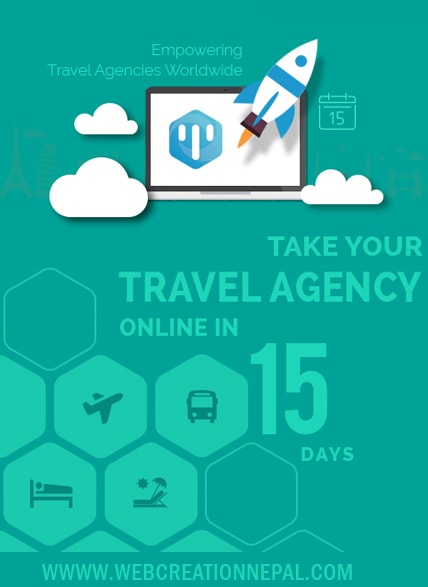 Empowering
Travel Agencies Worldwide
15
TAKE YOUR
TRAVEL AGENCY
ONLINE IN
15
DAYS
WWW.WEBCREATIONNEPAL.COM